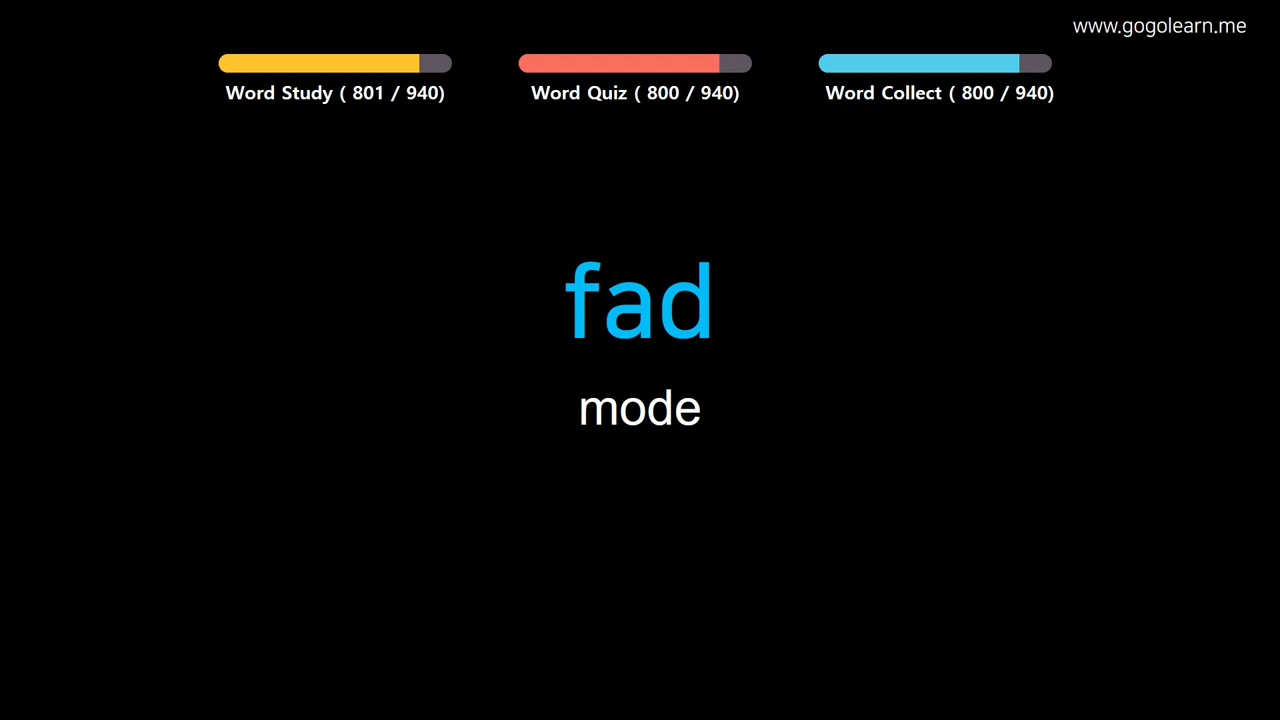 www.gogolearn.me
Word Study ( 801 / 940)
Word Quiz ( 800 / 940)
Word Collect ( 800 / 940)
fad
mode